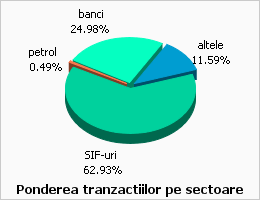 banci
24.98%
altele
11.59%
petrol
0.49%
SIF-uri
62.93%
Ponderea tranzactiilor pe sectoare